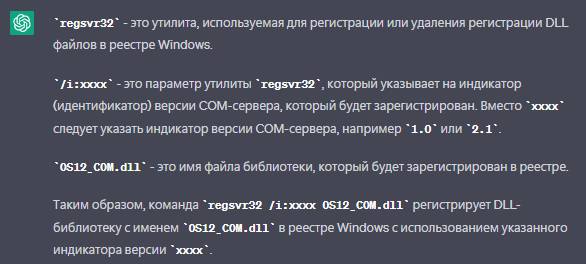 `regsvr32` - это утилита, используемая для регистрации или удаления регистрации DLL
файлов в реестре Windows.
`/i:xxxx` - это параметр утилиты `regsvr32`, который указывает на индикатор
(идентификатор) версии COM-сервера, который будет зарегистрирован. Вместо `xxxx`
следует указать индикатор версии COM-сервера, например `1.0` или `2.1`.
`OS12_COM.dll` - это имя файла библиотеки, который будет зарегистрирован в реестре.
Таким образом, команда `regsvr32 /i:xxxx OS12_COM.dll` регистрирует DLL-
библиотеку с именем `OS12_COM.dll` в реестре Windows с использованием указанного
индикатора версии `xxxx`.